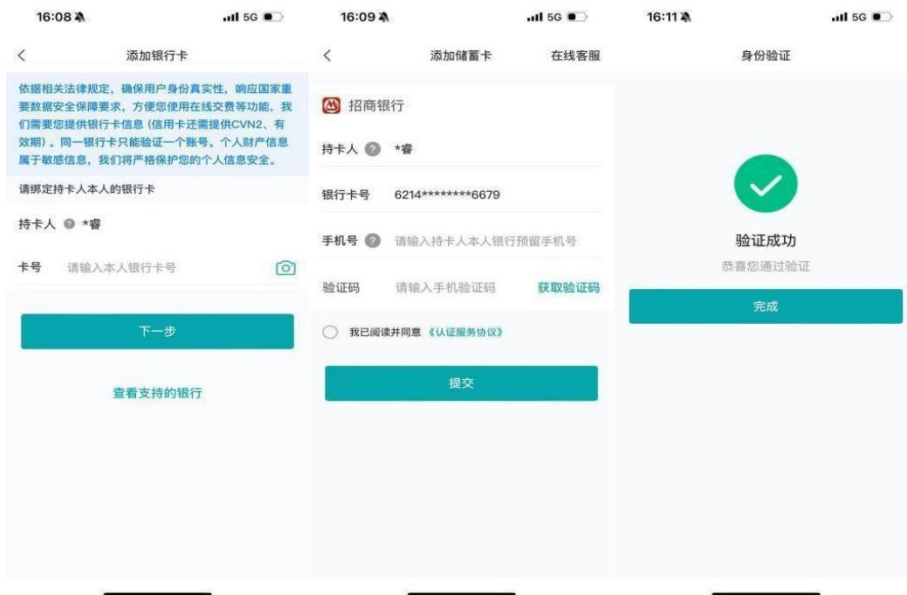 16:08
5G
添加银行卡
依据相关法律规定，确保用户身份真实性，响应国家重
要数据安全保障要求，方便您使用在线交费等功能，我
们需要您提供银行卡信息 (信用卡还需提供CVN2、有
效期) 。同一银行卡只能验证一个账号。个人财产信息
属于敏感信息，我们将严格保护您的个人信息安全。
请绑定持卡人本人的银行卡
持卡人 ? *睿
卡号 请输入本人银行卡号
下一步
查看支持的银行
16:09
5G
添加储蓄卡 在线客服
招商银行
持卡人 ? *睿
银行卡号 6214********6679
手机号 ? 请输入持卡人本人银行预留手机号
验证码 请输入手机验证码 获取验证码
我已阅读并同意 《认证服务协议》
提交
16:11
5G
身份验证
验证成功
恭喜您通过验证
完成